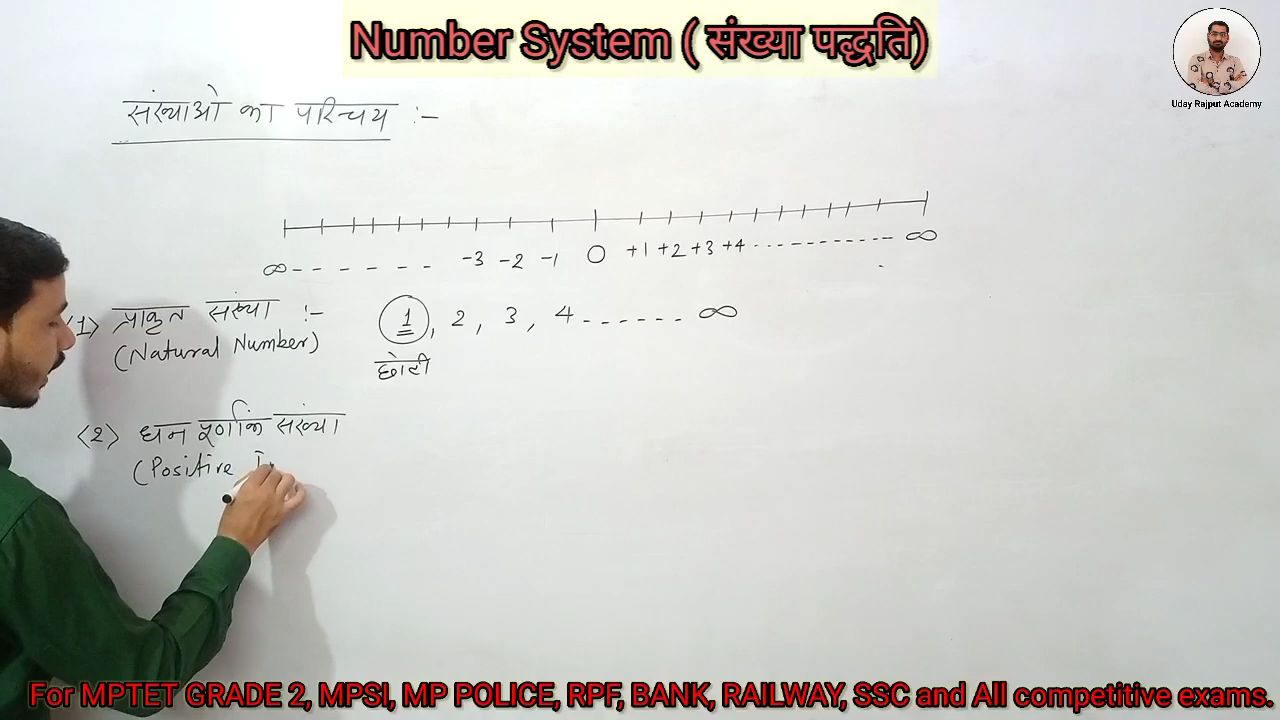 Number System ( संख्या पद्धति)
Uday Rajput Academy
संख्याओ का परिचय :-
∞ - - - - - - -3 -2 -1 0 +1 +2 +3 +4 ------------ ∞
(1) प्राकृत संख्या :- 1, 2, 3, 4 ------ ∞
(Natural Number)
छोटी
(2) धन पूर्णांक संख्या
(Positive I
For MPTET GRADE 2, MPSI, MP POLICE, RPF, BANK, RAILWAY, SSC and All competitive exams.